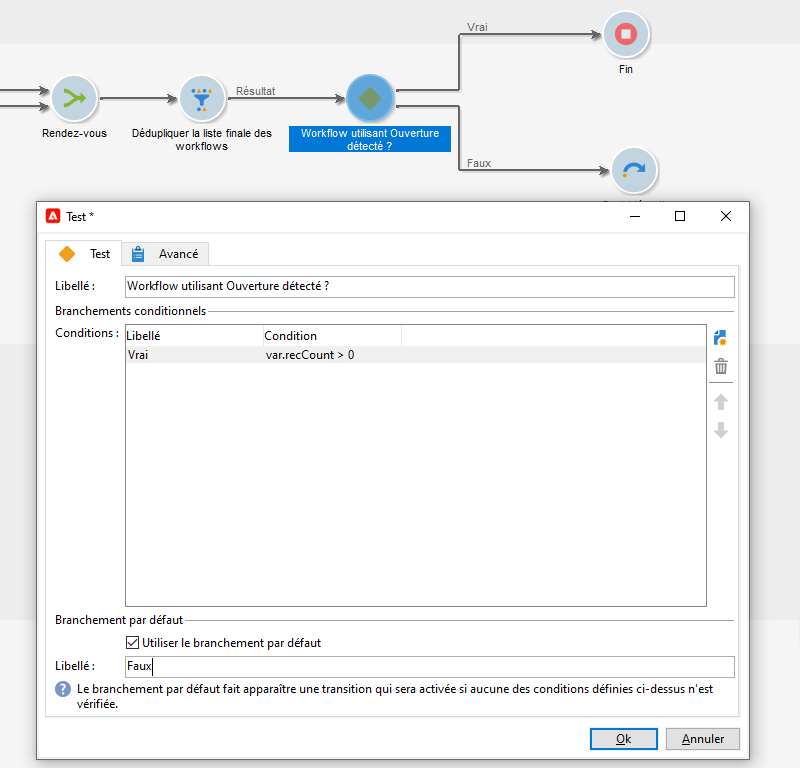 Vrai
Fin
Rendez-vous
Dédupliquer la liste finale des
workflows
Résultat
Workflow utilisant Ouverture
détecté ?
Faux
Test *
Test
Avancé
Libellé :
Workflow utilisant Ouverture détecté ?
Branchements conditionnels
Conditions :
Libellé
Condition
Vrai
var.recCount > 0
Branchement par défaut
Utiliser le branchement par défaut
Libellé :
Faux
Le branchement par défaut fait apparaître une transition qui sera activée si aucune des conditions définies ci-dessus n'est
vérifiée.
Ok
Annuler